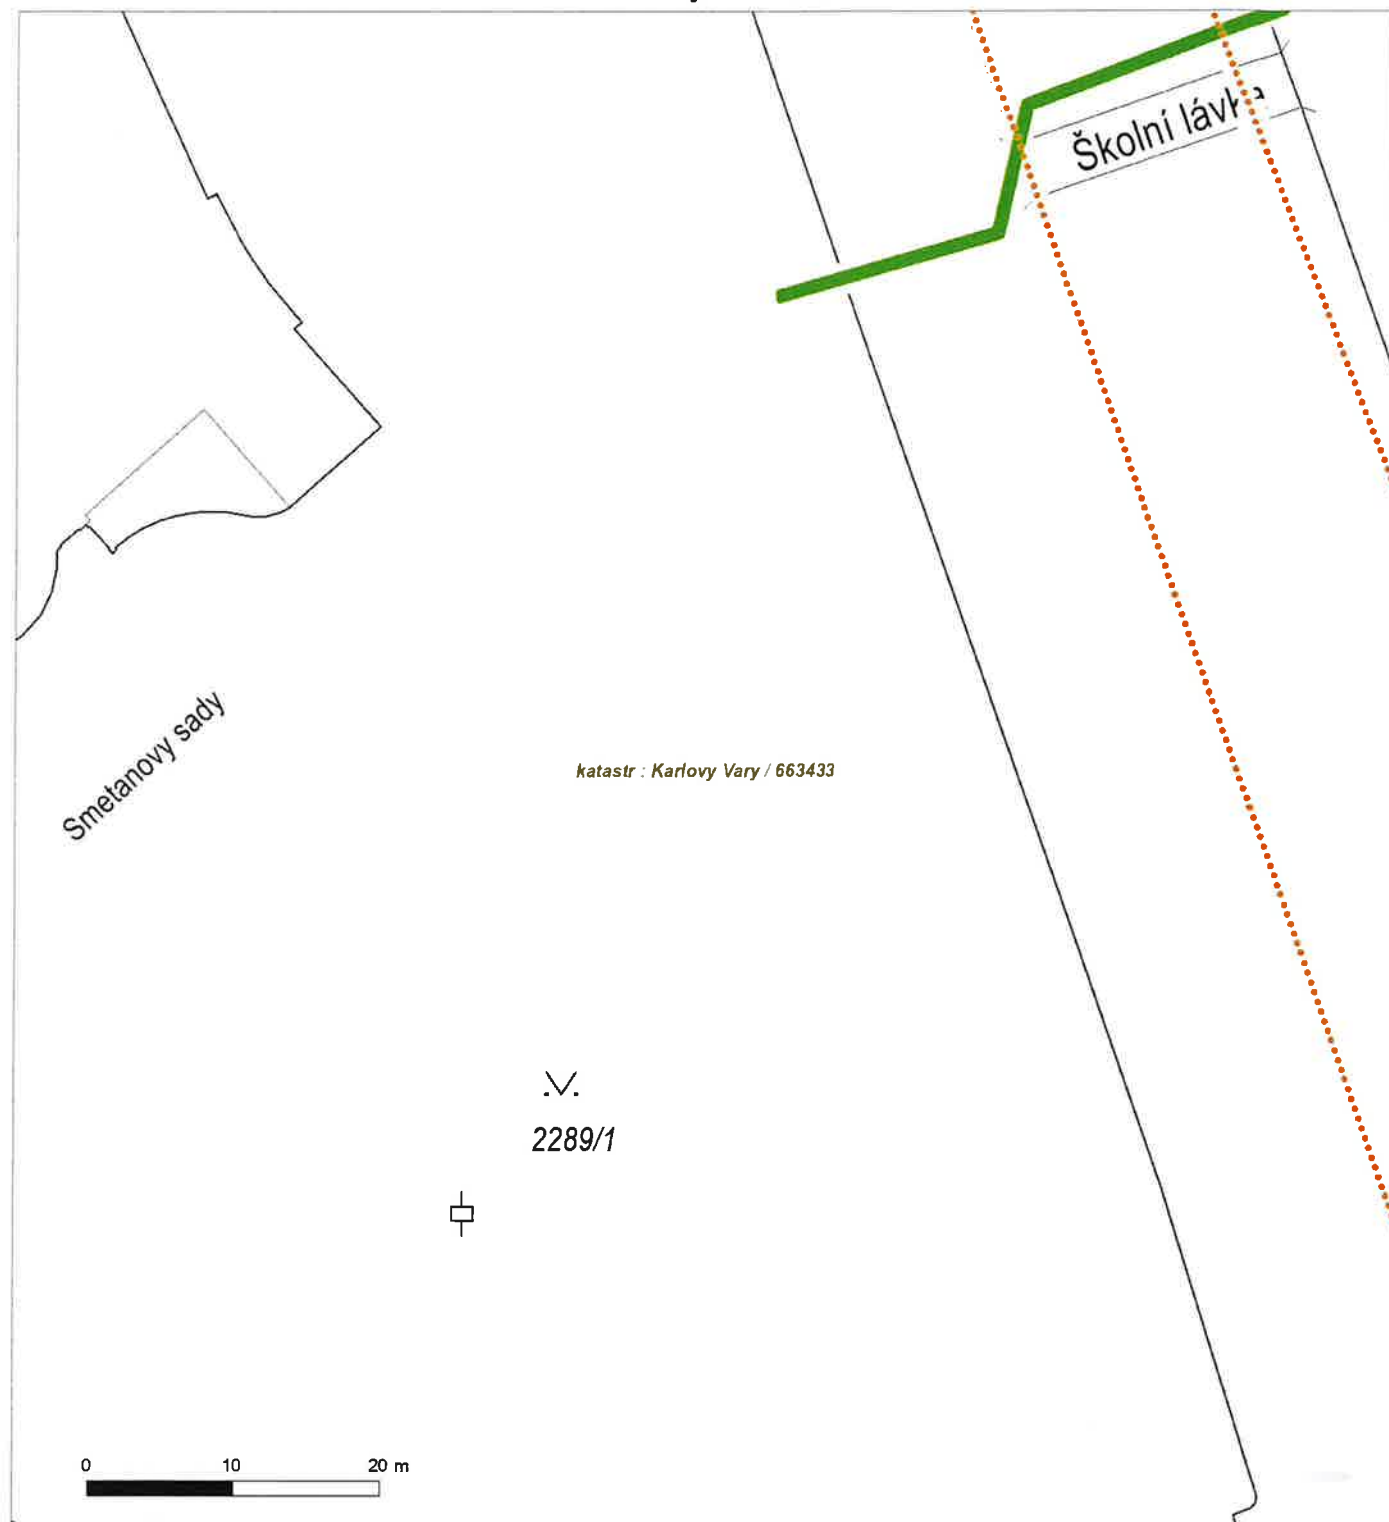 Školní lávka
Smetanovy sady
katastr : Karlovy Vary / 663433
2289/1
0 10 20 m